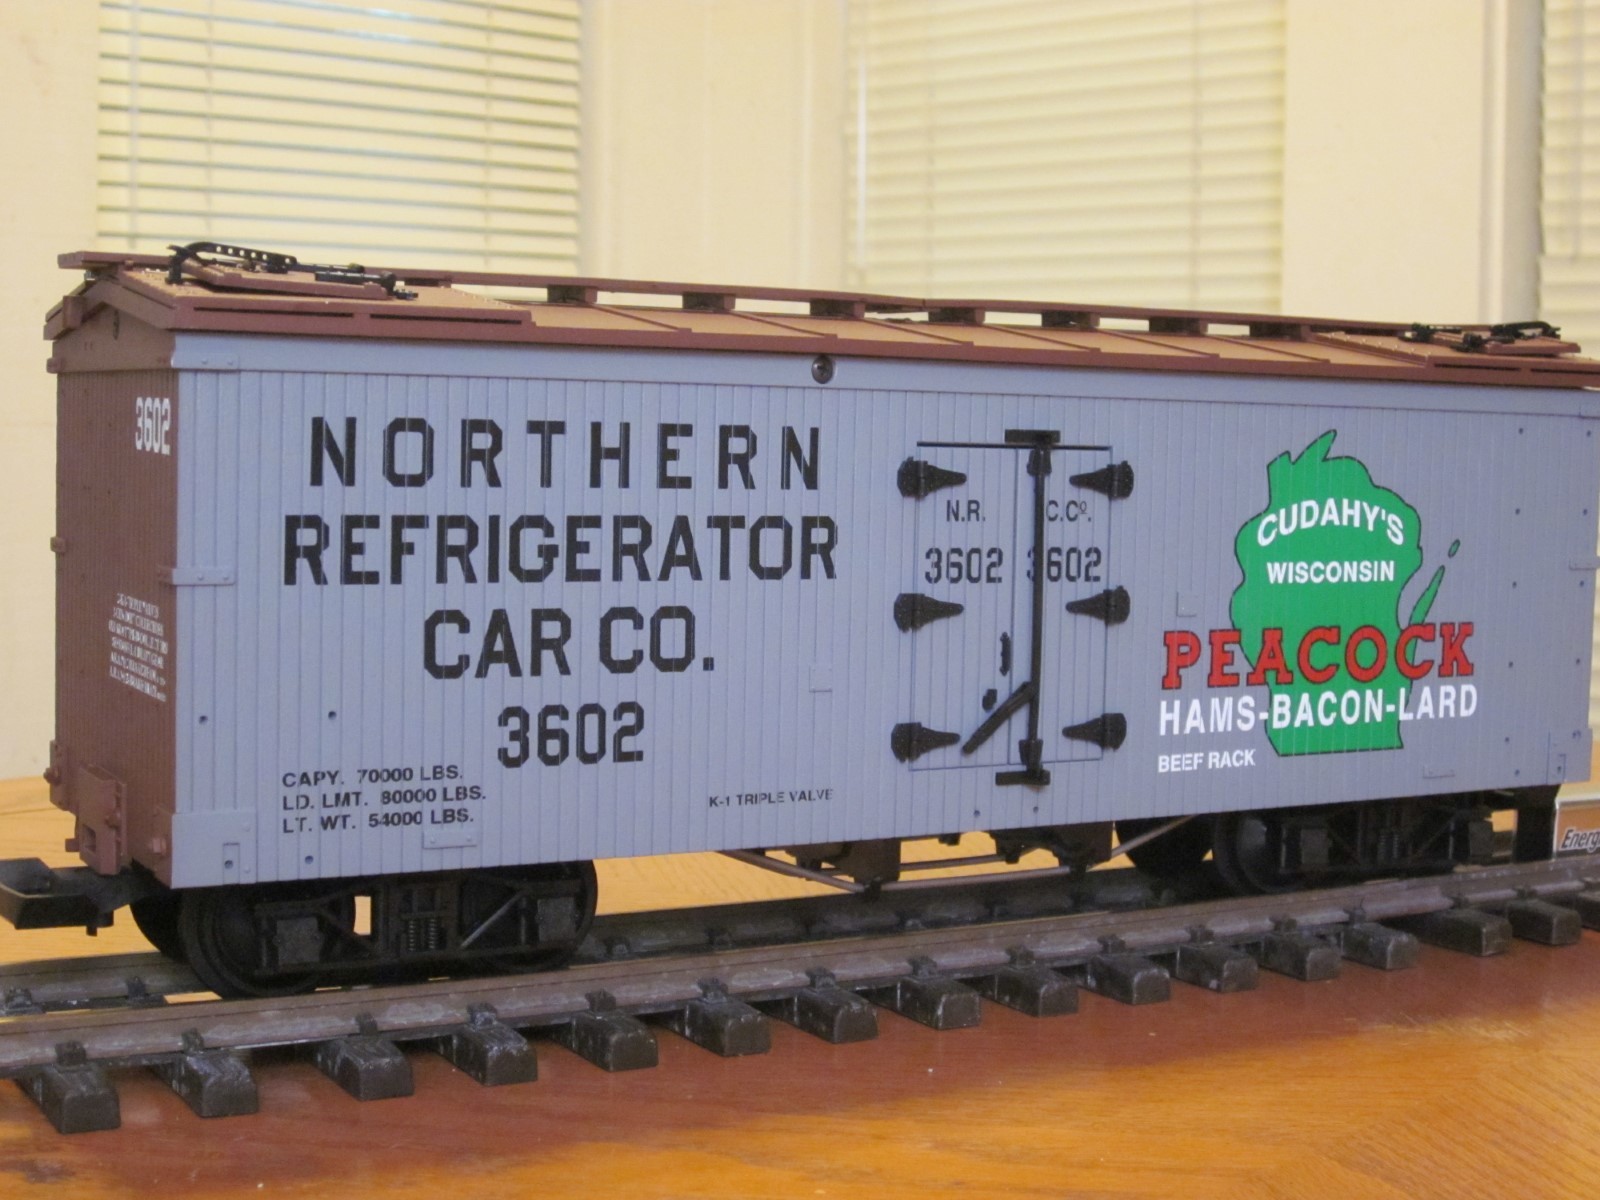 3602
NORTHERN
REFRIGERATOR
CAR CO.
3602
CAPY. 70000 LBS.
LD. LMT. 80000 LBS.
LT. WT. 54000 LBS.
K-1 TRIPLE VALVE
N.R. C.Cº.
3602 3602
CUDAHY'S
WISCONSIN
PEACOCK
HAMS-BACON-LARD
BEEF RACK